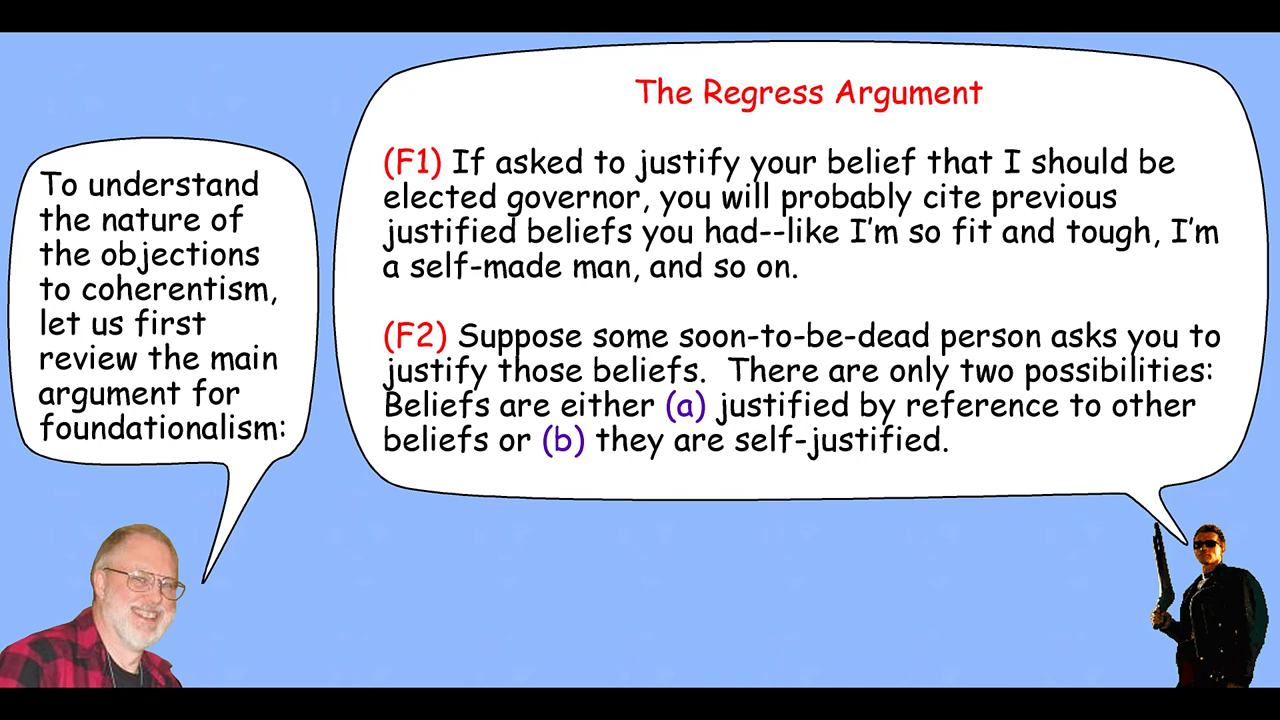 To understand
the nature of
the objections
to coherentism,
let us first
review the main
argument for
foundationalism:
The Regress Argument
(F1) If asked to justify your belief that I should be
elected governor, you will probably cite previous
justified beliefs you had--like I'm so fit and tough, I'm
a self-made man, and so on.
(F2) Suppose some soon-to-be-dead person asks you to
justify those beliefs.  There are only two possibilities:
Beliefs are either (a) justified by reference to other
beliefs or (b) they are self-justified.